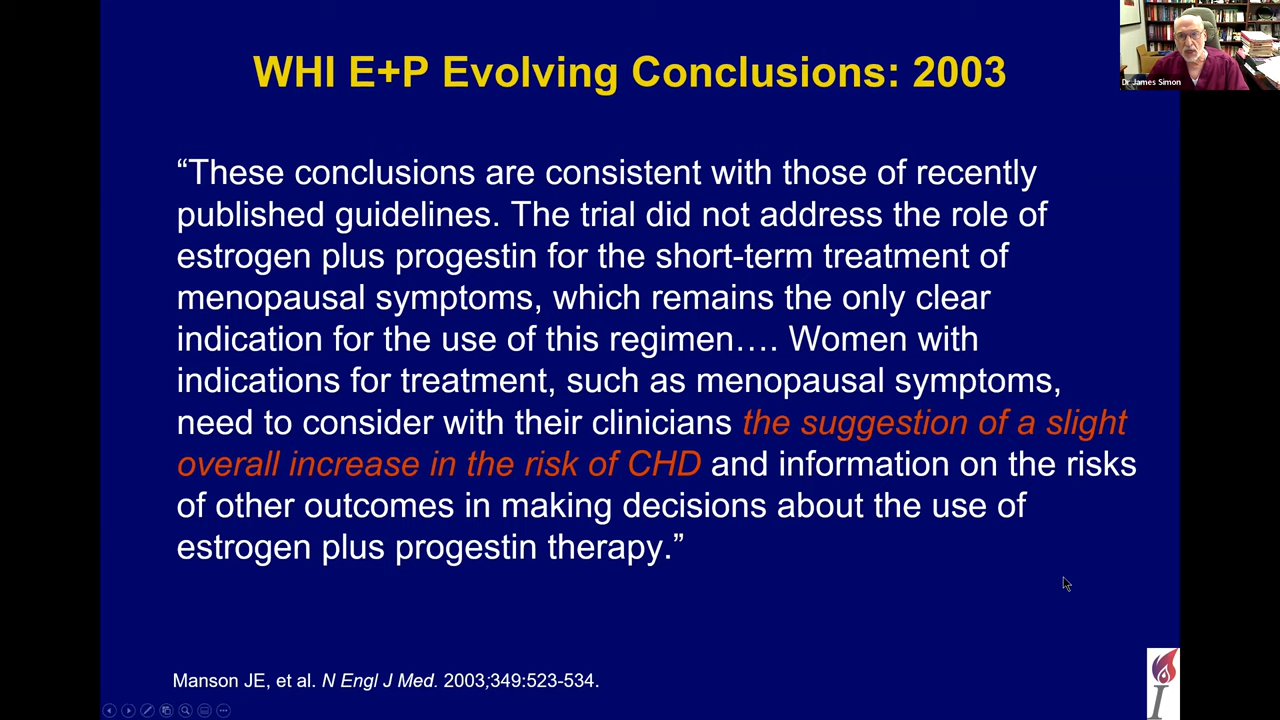 WHI E+P Evolving Conclusions: 2003
Dr James Simon
“These conclusions are consistent with those of recently
published guidelines. The trial did not address the role of
estrogen plus progestin for the short-term treatment of
menopausal symptoms, which remains the only clear
indication for the use of this regimen…. Women with
indications for treatment, such as menopausal symptoms,
need to consider with their clinicians the suggestion of a slight
overall increase in the risk of CHD and information on the risks
of other outcomes in making decisions about the use of
estrogen plus progestin therapy.”
Manson JE, et al. N Engl J Med. 2003;349:523-534.